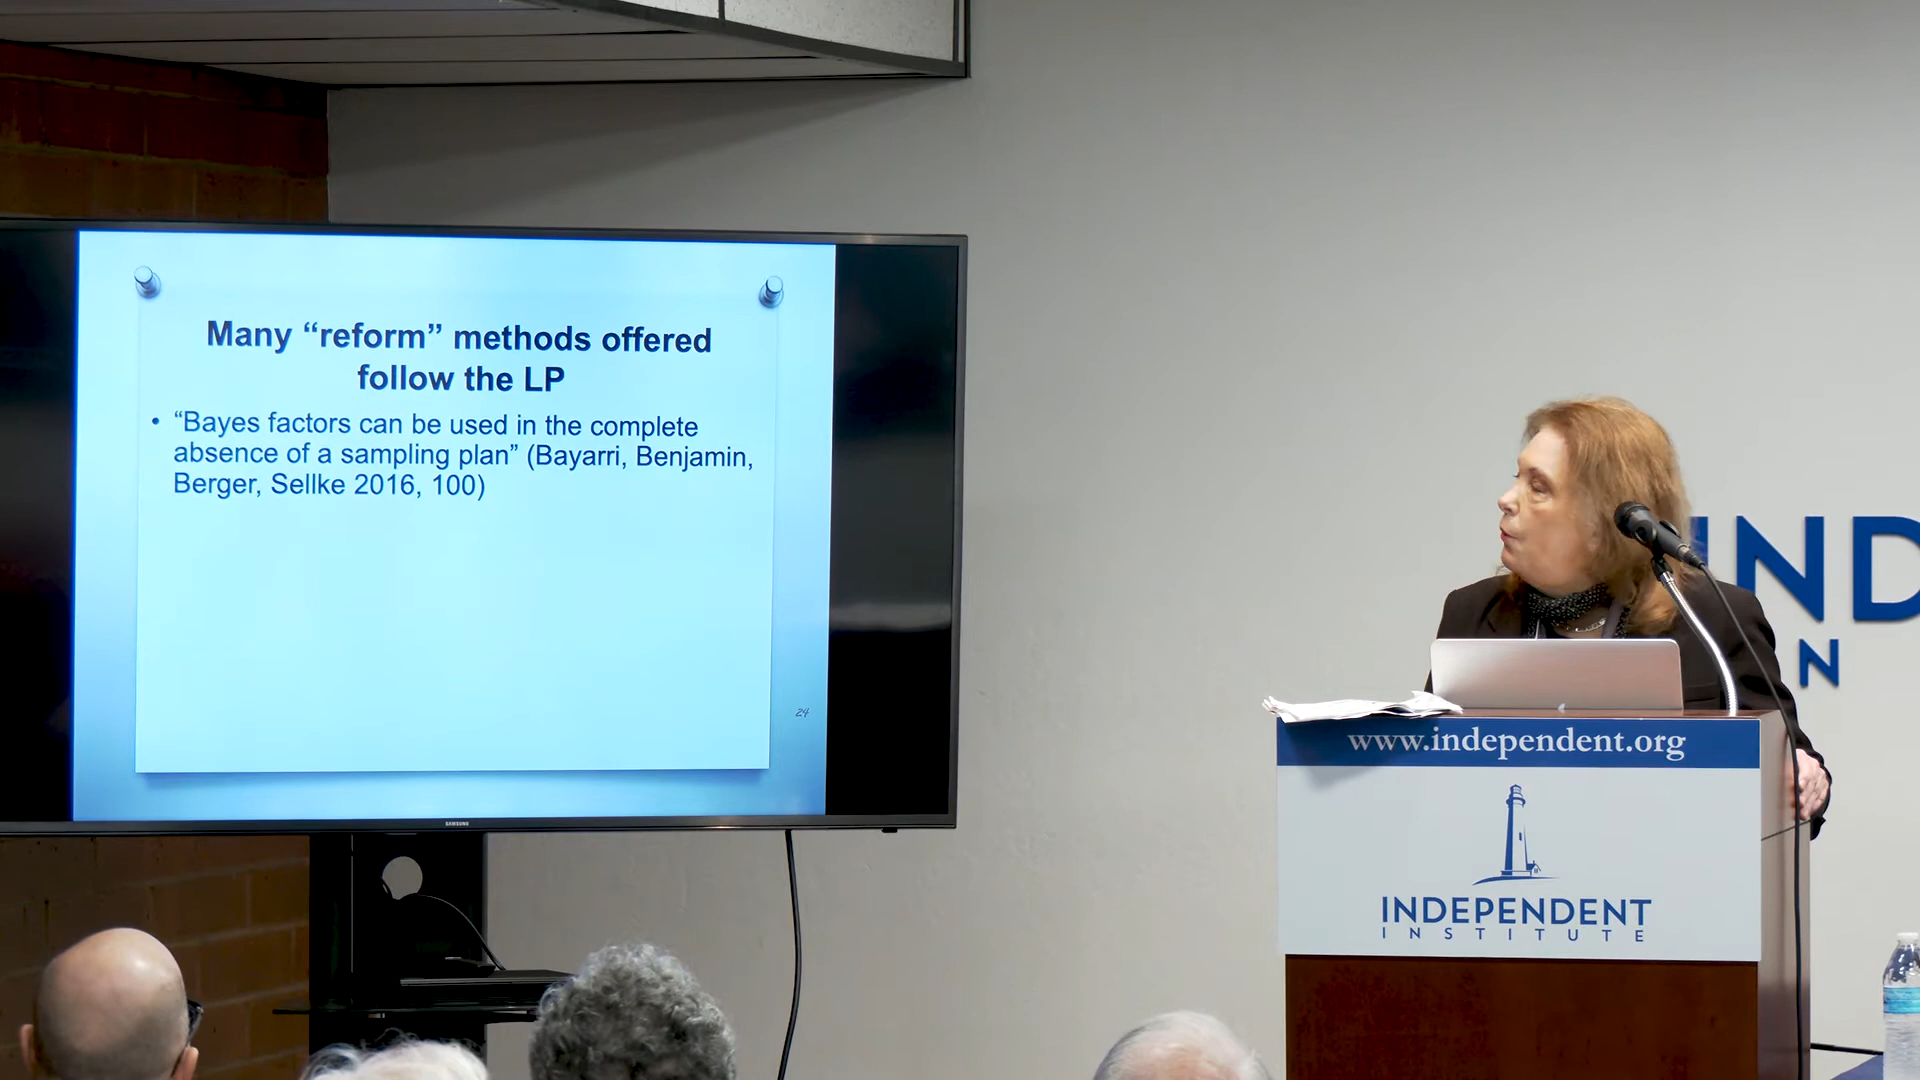 Many “reform” methods offered
follow the LP
• “Bayes factors can be used in the complete
absence of a sampling plan” (Bayarri, Benjamin,
Berger, Sellke 2016, 100)
24
SAMSUNG
IND
N
www.independent.org
INDEPENDENT
INSTITUTE